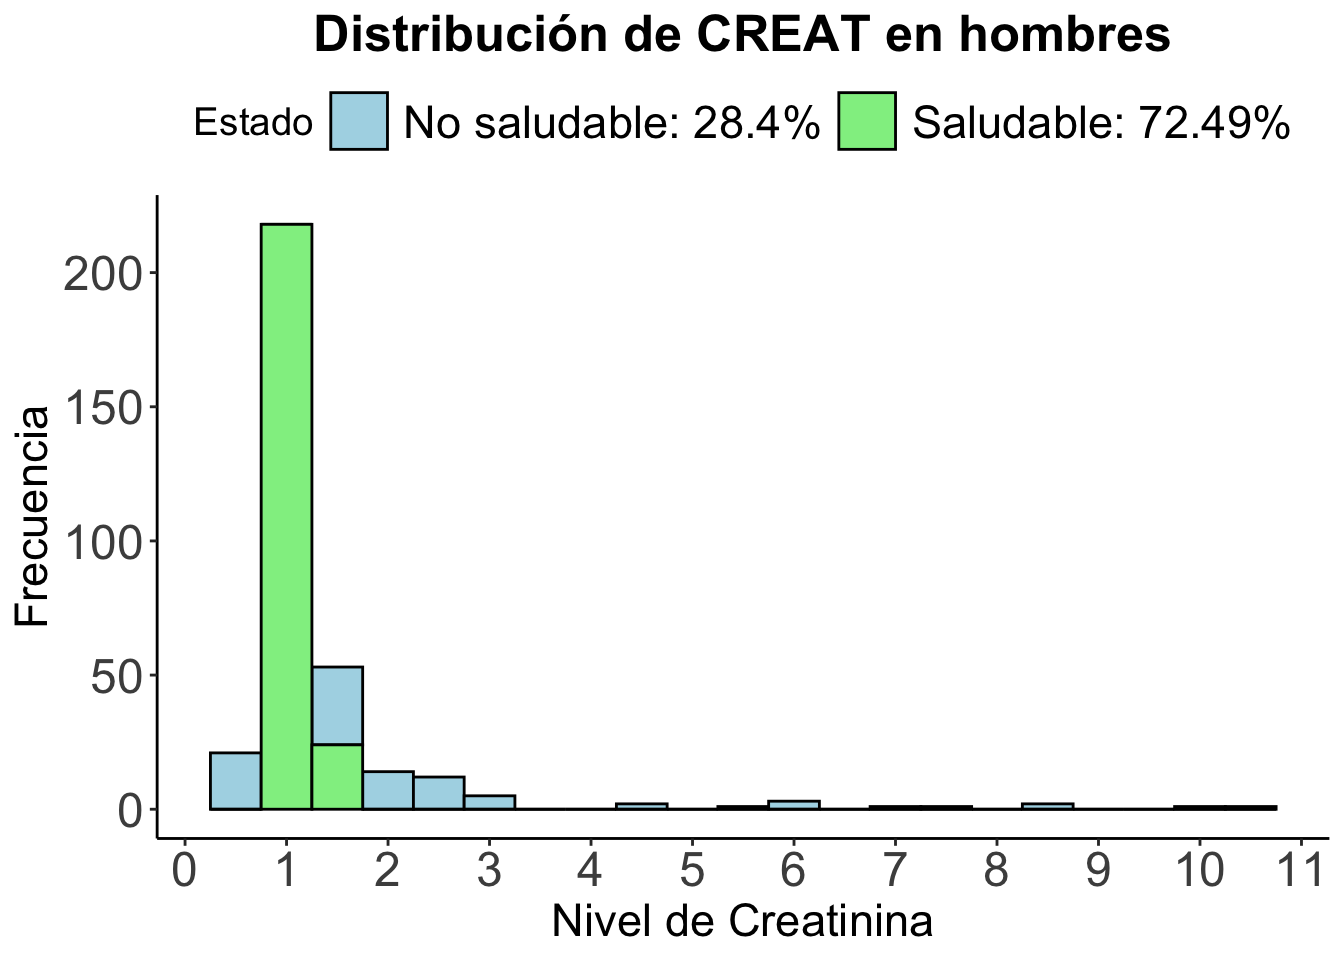 Distribución de CREAT en hombres
Estado No saludable: 28.4% Saludable: 72.49%
200
150
100
50
0
Frecuencia
0 1 2 3 4 5 6 7 8 9 10 11
Nivel de Creatinina